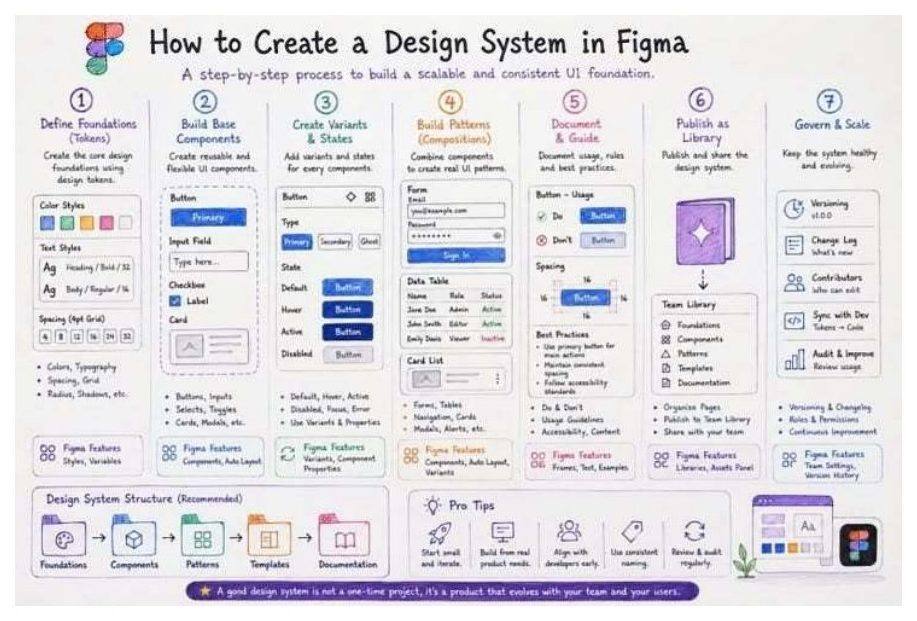 How to Create a Design System in Figma
A step-by-step process to build a scalable and consistent UI foundation.
1
Define Foundations
(Tokens)
Create the core design
foundations using
design tokens.
Color Styles
Text Styles
Ag Heading / Bold / 32
Ag Body / Regular / 16
Spacing (4pt Grid)
4 8 12 16 24 32
• Colors, Typography
• Spacing, Grid
• Radius, Shadows, etc.
Figma Features
Styles, Variables
2
Build Base
Components
Create reusable and
flexible UI components.
Button
Primary
Input Field
Type here...
Checkbox
Label
Card
• Buttons, Inputs
• Selects, Toggles
• Cards, Modals, etc.
Figma Features
Components, Auto Layout
3
Create Variants
& States
Add variants and states
for every components.
Button
Type
Primary Secondary Ghost
State
Default Button
Hover Button
Active Button
Disabled Button
• Default, Hover, Active
• Disabled, Focus, Error
• Use Variants & Properties
Figma Features
Variants, Component
Properties
4
Build Patterns
(Compositions)
Combine components
to create real UI patterns.
Form
Email
you@example.com
Password
Sign In
Data Table
Name Role Status
Jane Doe Admin Active
John Smith Editor Active
Emily Davis Viewer Inactive
Card List
• Forms, Tables
• Navigation, Cards
• Modals, Alerts, etc.
Figma Features
Components, Auto Layout,
Variants
5
Document
& Guide
Document usage, rules
and best practices.
Button - Usage
Do Button
Don't Button
Spacing
16
16 Button 16
16
Best Practices
• Use primary button for
main actions
• Maintain consistent
spacing
• Follow accessibility
standards
• Do & Don't
• Usage Guidelines
• Accessibility, Content
Figma Features
Frames, Text, Examples
6
Publish as
Library
Publish and share the
design system.
Team Library
Foundations
Components
Patterns
Templates
Documentation
• Organize Pages
• Publish to Team Library
• Share with your team
Figma Features
Libraries, Assets Panel
7
Govern & Scale
Keep the system healthy
and evolving.
Versioning
v1.0.0
Change Log
What's new
Contributors
Who can edit
Sync with Dev
Tokens → Code
Audit & Improve
Review usage
• Versioning & Changelog
• Roles & Permissions
• Continuous Improvement
Figma Features
Team Settings,
Version History
Design System Structure (Recommended)
Foundations → Components → Patterns → Templates → Documentation
Pro Tips
Start small
and iterate.
Build from real
product needs.
Align with
developers early.
Use consistent
naming.
Review & audit
regularly.
Aa
A good design system is not a one-time project, it's a product that evolves with your team and your users.